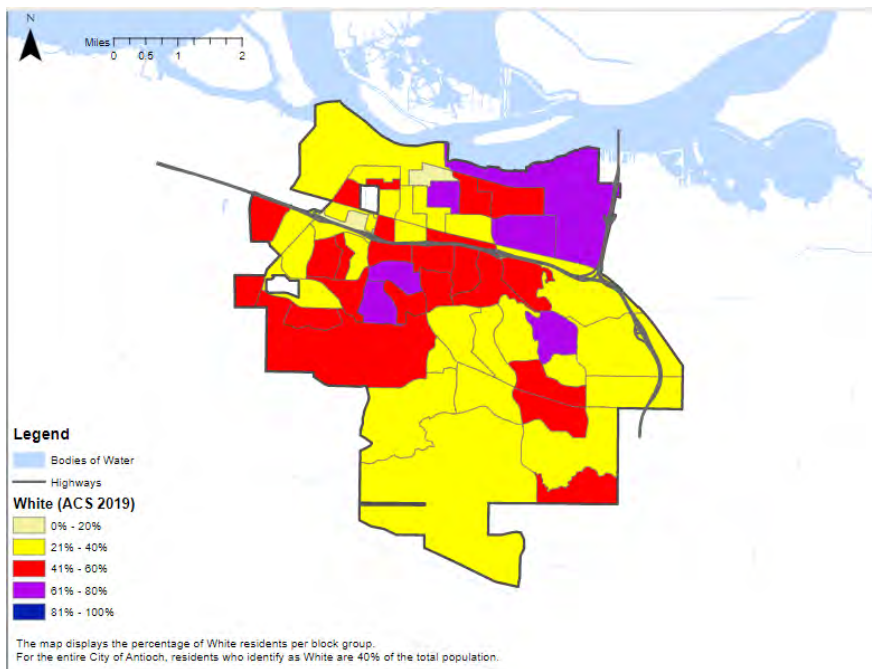 N
Miles
0 0.5 1 2
Legend
Bodies of Water
Highways
White (ACS 2019)
0% - 20%
21% - 40%
41% - 60%
61% - 80%
81% - 100%
The map displays the percentage of White residents per block group.
For the entire City of Antioch, residents who identify as White are 40% of the total population.